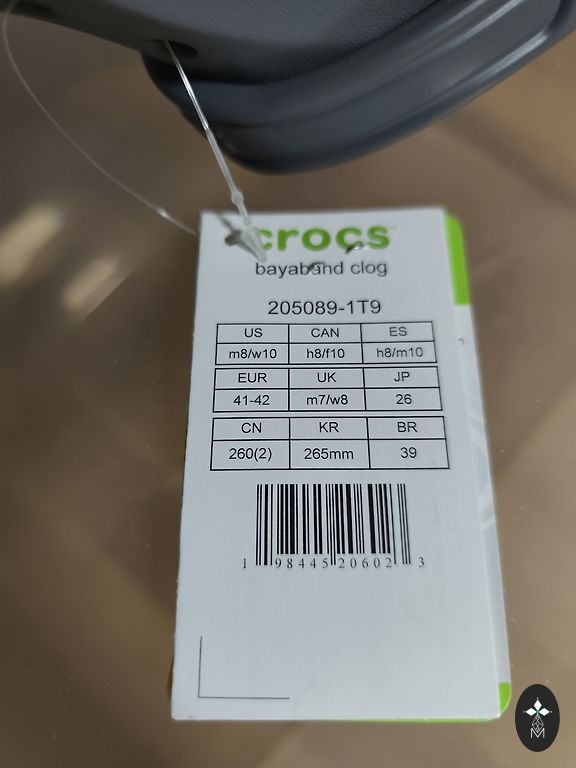 crocs™
bayaband clog
205089-1T9
US CAN ES
m8/w10 h8/f10 h8/m10
EUR UK JP
41-42 m7/w8 26
CN KR BR
260(2) 265mm 39
1 98445 20602 3
M